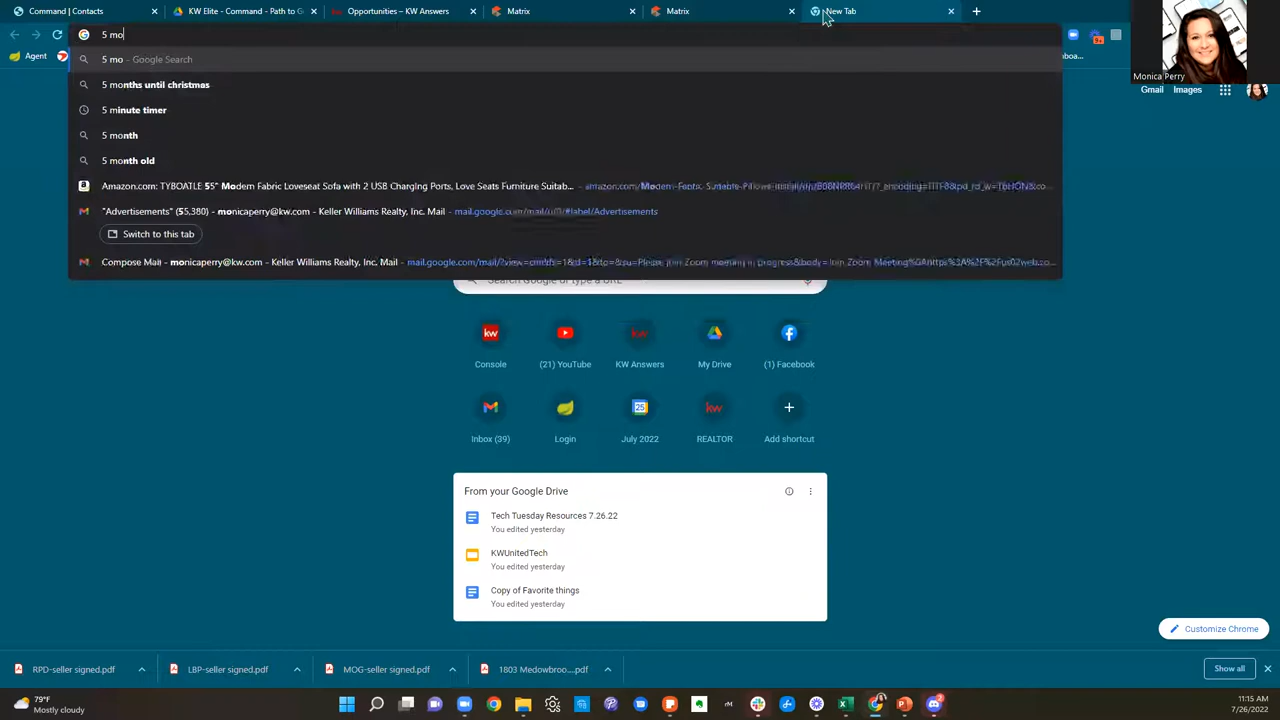 Command | Contacts
KW Elite - Command - Path to G
Opportunities – KW Answers
Matrix
Matrix
New Tab
5 mo
Agent
5 mo - Google Search
5 months until christmas
5 minute timer
5 month
5 month old
Amazon.com: TYBOATLE 55" Modern Fabric Loveseat Sofa with 2 USB Charging Ports, Love Seats Furniture Suitab...
"Advertisements" ($5,380) - monicaperry@kw.com - Keller Williams Realty, Inc. Mail - mail.google.com/mail/u/0/#label/Advertisements
Switch to this tab
Compose Mail - monicaperry@kw.com - Keller Williams Realty, Inc. Mail
Monica Perry
Gmail
Images
Search Google or type a URL
Console
(21) YouTube
KW Answers
My Drive
(1) Facebook
Inbox (39)
Login
July 2022
REALTOR
Add shortcut
From your Google Drive
Tech Tuesday Resources 7.26.22
You edited yesterday
KWUnitedTech
You edited yesterday
Copy of Favorite things
You edited yesterday
Customize Chrome
RPD-seller signed.pdf
LBP-seller signed.pdf
MOG-seller signed.pdf
1803 Medowbroo....pdf
Show all
79°F
Mostly cloudy
11:15 AM
7/26/2022